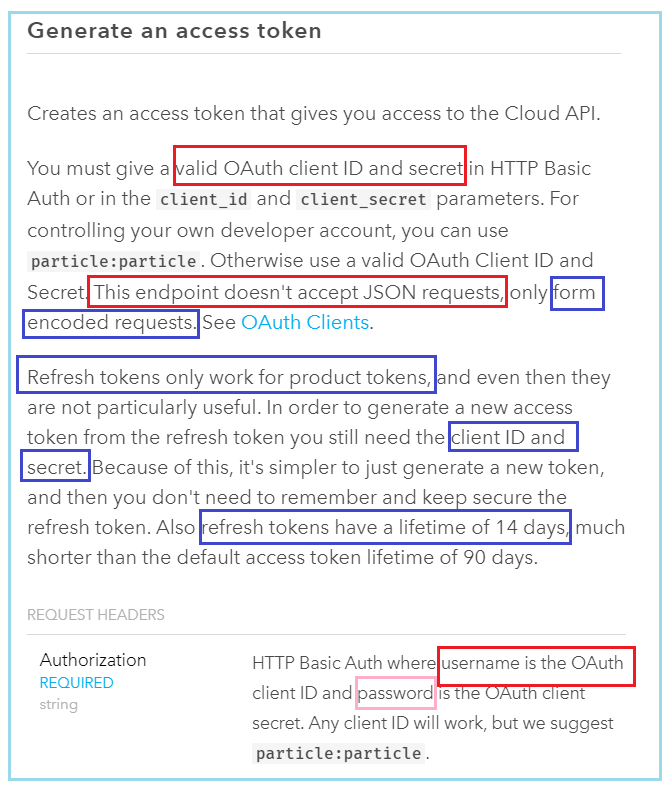 Generate an access token
Creates an access token that gives you access to the Cloud API.
You must give a valid OAuth client ID and secret in HTTP Basic
Auth or in the client_id and client_secret parameters. For
controlling your own developer account, you can use
particle:particle. Otherwise use a valid OAuth Client ID and
Secret. This endpoint doesn't accept JSON requests, only form
encoded requests. See OAuth Clients.
Refresh tokens only work for product tokens, and even then they
are not particularly useful. In order to generate a new access
token from the refresh token you still need the client ID and
secret. Because of this, it's simpler to just generate a new token,
and then you don't need to remember and keep secure the
refresh token. Also refresh tokens have a lifetime of 14 days, much
shorter than the default access token lifetime of 90 days.
REQUEST HEADERS
Authorization
REQUIRED
string
HTTP Basic Auth where username is the OAuth
client ID and password is the OAuth client
secret. Any client ID will work, but we suggest
particle:particle.